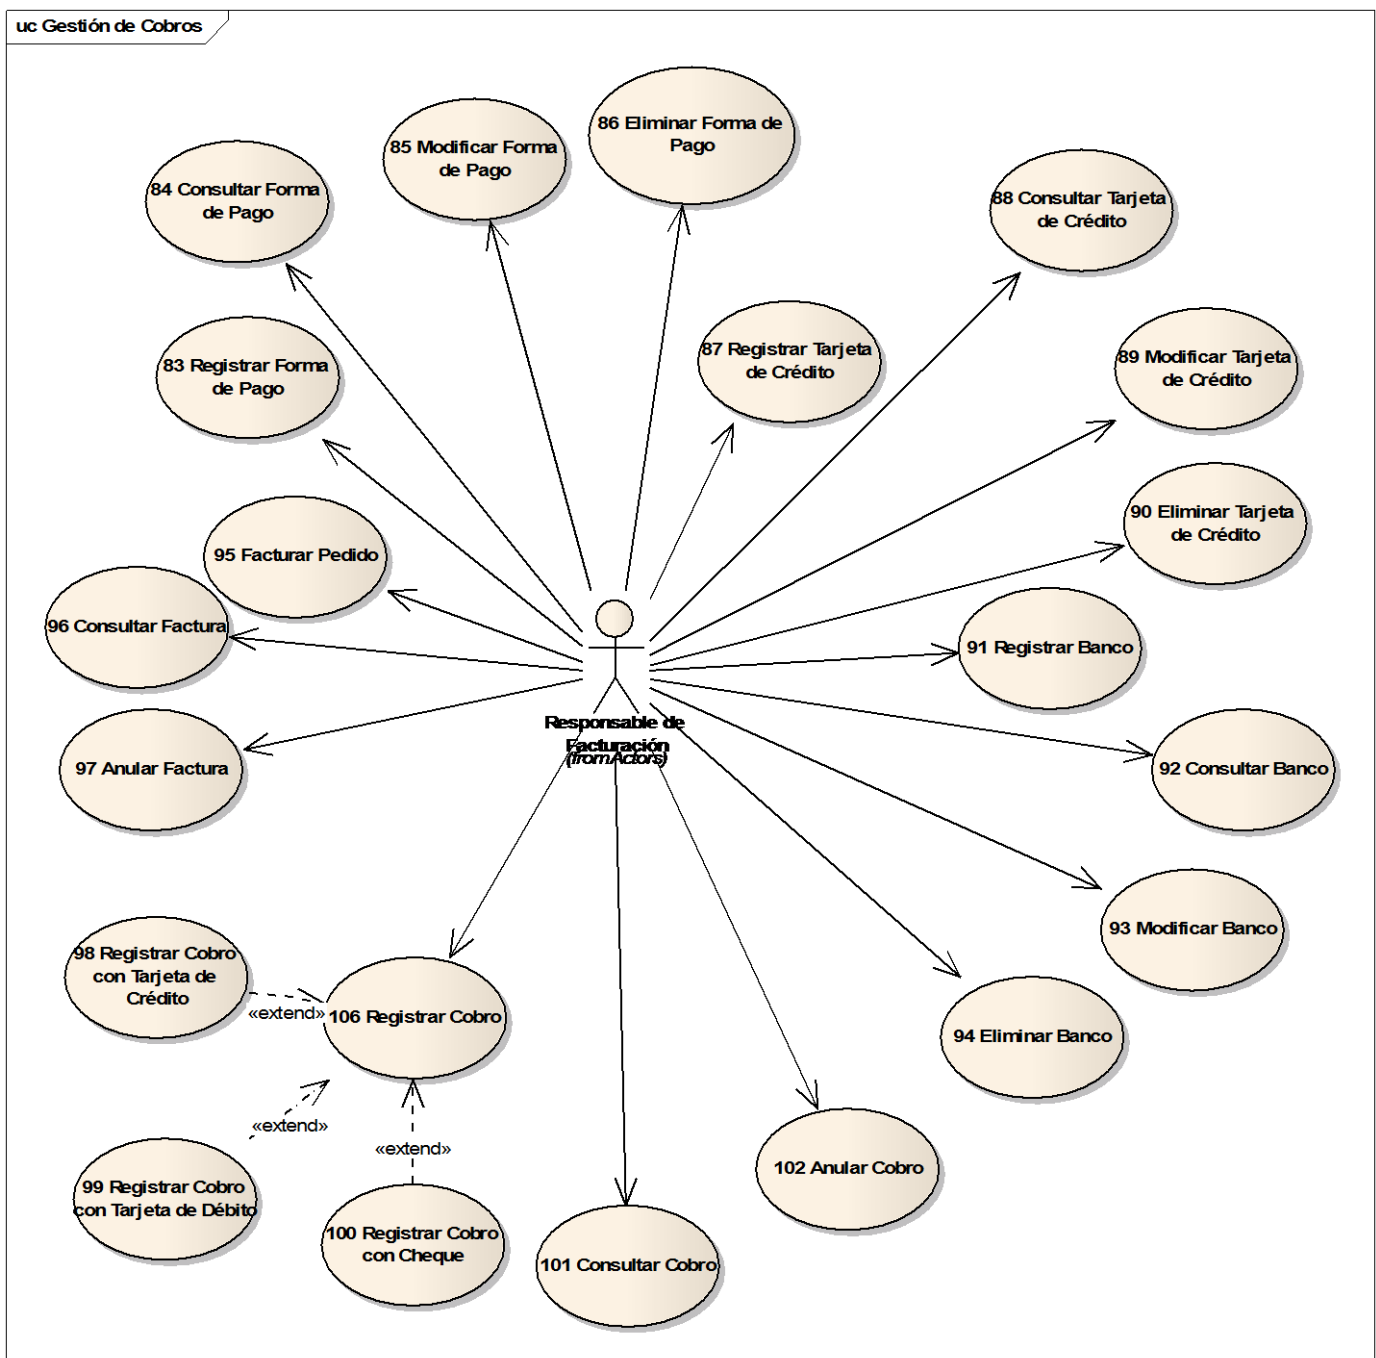 uc Gestión de Cobros
86 Eliminar Forma de
Pago
85 Modificar Forma
de Pago
84 Consultar Forma
de Pago
88 Consultar Tarjeta
de Crédito
83 Registrar Forma
de Pago
87 Registrar Tarjeta
de Crédito
89 Modificar Tarjeta
de Crédito
90 Eliminar Tarjeta
de Crédito
95 Facturar Pedido
96 Consultar Factura
91 Registrar Banco
Responsable de
Facturación
(from Actors)
97 Anular Factura
92 Consultar Banco
93 Modificar Banco
98 Registrar Cobro
con Tarjeta de
Crédito
«extend»
106 Registrar Cobro
94 Eliminar Banco
«extend»
«extend»
99 Registrar Cobro
con Tarjeta de Débito
100 Registrar Cobro
con Cheque
102 Anular Cobro
101 Consultar Cobro